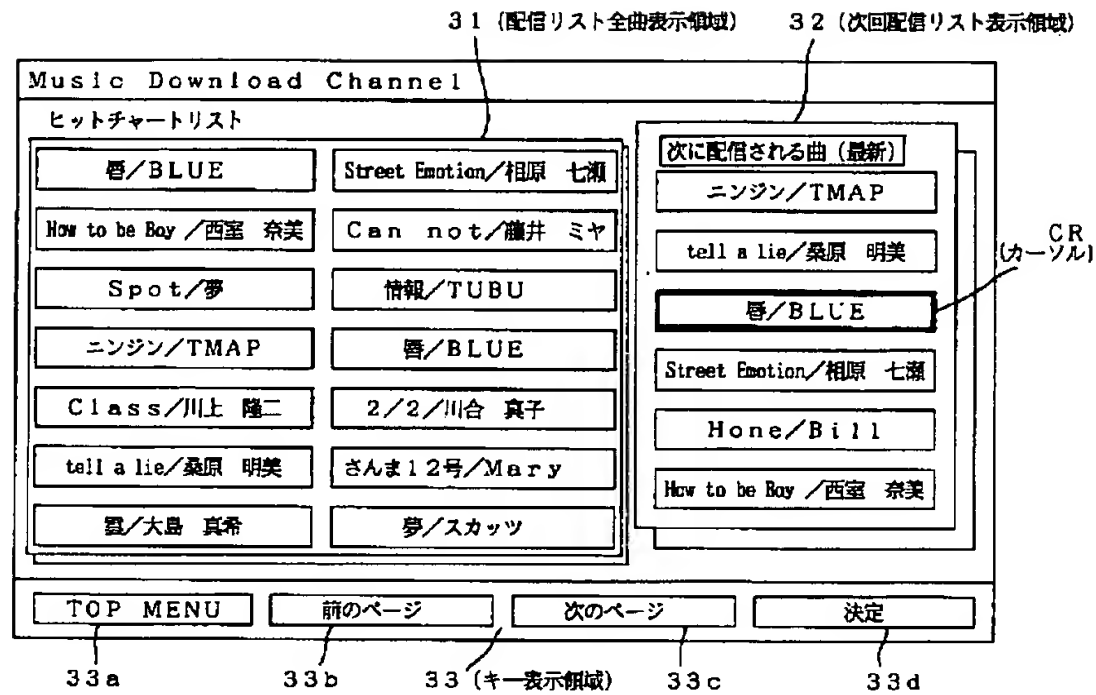 31 (配信リスト全曲表示領域) 32 (次回配信リスト表示領域)
Music Download Channel
ヒットチャートリスト
唇/BLUE
Street Emotion/相原 七瀬
How to be Boy /西室 奈美
Can not/藤井 ミヤ
Spot/夢
情報/TUBU
ニンジン/TMAP
唇/BLUE
Class/川上 隆二
2/2/川合 真子
tell a lie/桑原 明美
さんま12号/Mary
雲/大島 真希
夢/スカッツ
次に配信される曲 (最新)
ニンジン/TMAP
tell a lie/桑原 明美
唇/BLUE
Street Emotion/相原 七瀬
Hone/Bill
How to be Boy /西室 奈美
CR
(カーソル)
TOP MENU 前のページ 次のページ 決定
33a 33b 33 (キー表示領域) 33c 33d